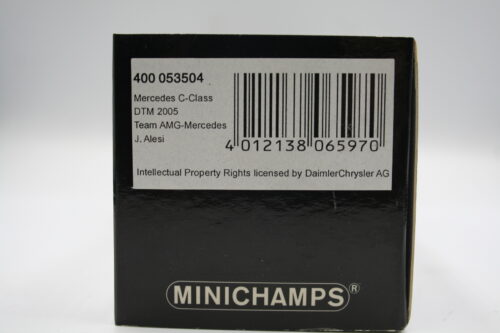 400 053504
Mercedes C-Class
DTM 2005
Team AMG-Mercedes
J. Alesi
4 012138 065970
Intellectual Property Rights licensed by DaimlerChrysler AG
MINICHAMPS®